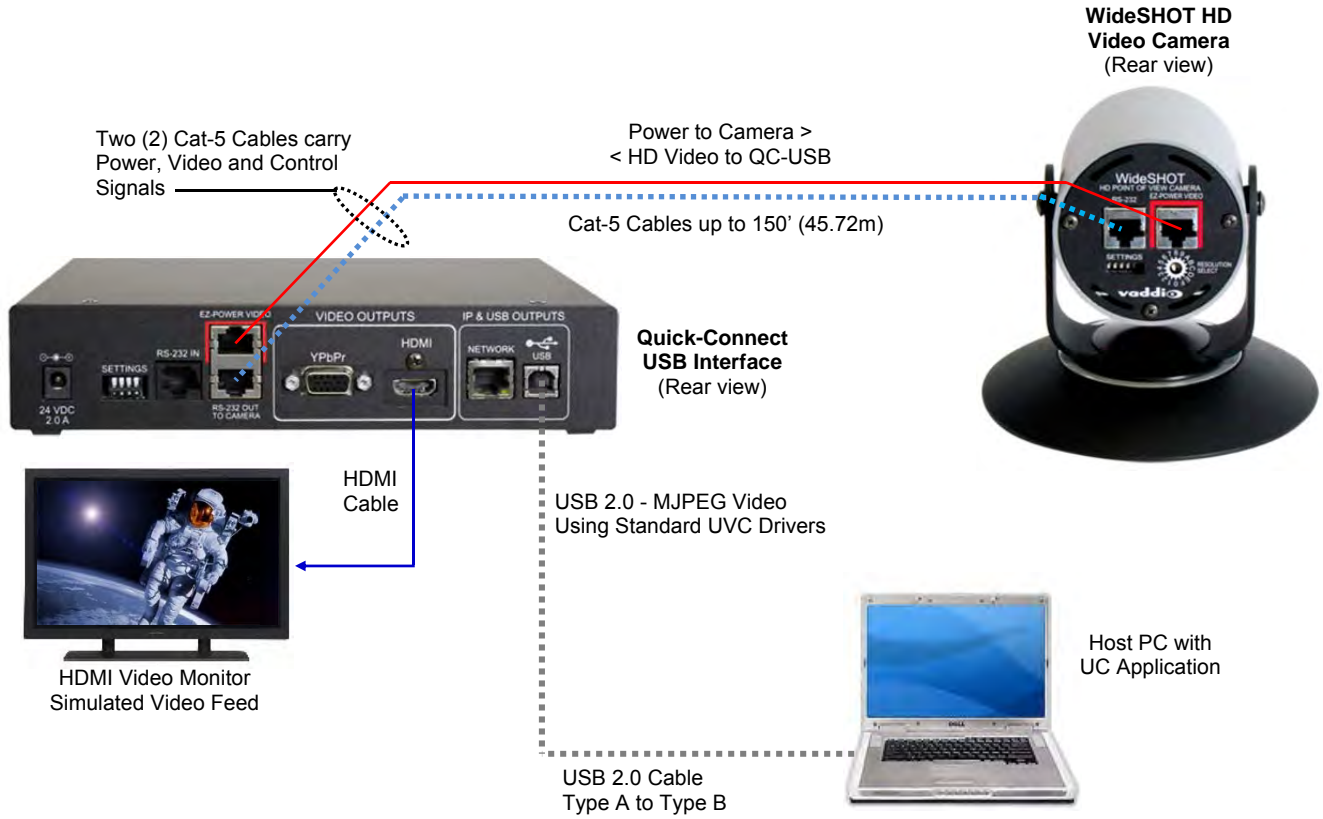 WideSHOT HD
Video Camera
(Rear view)
Two (2) Cat-5 Cables carry
Power, Video and Control
Signals
Power to Camera >
< HD Video to QC-USB
Cat-5 Cables up to 150’ (45.72m)
WideSHOT
HD POINT OF VIEW CAMERA
RS-232
EZ-POWER VIDEO
SETTINGS
RESOLUTION
SELECT
vaddio
EZ-POWER VIDEO
VIDEO OUTPUTS
IP & USB OUTPUTS
RS-232 IN
YPbPr
HDMI
NETWORK
USB
SETTINGS
24 VDC
2.0 A
RS-232 OUT
TO CAMERA
Quick-Connect
USB Interface
(Rear view)
HDMI
Cable
USB 2.0 - MJPEG Video
Using Standard UVC Drivers
HDMI Video Monitor
Simulated Video Feed
DELL
Host PC with
UC Application
USB 2.0 Cable
Type A to Type B